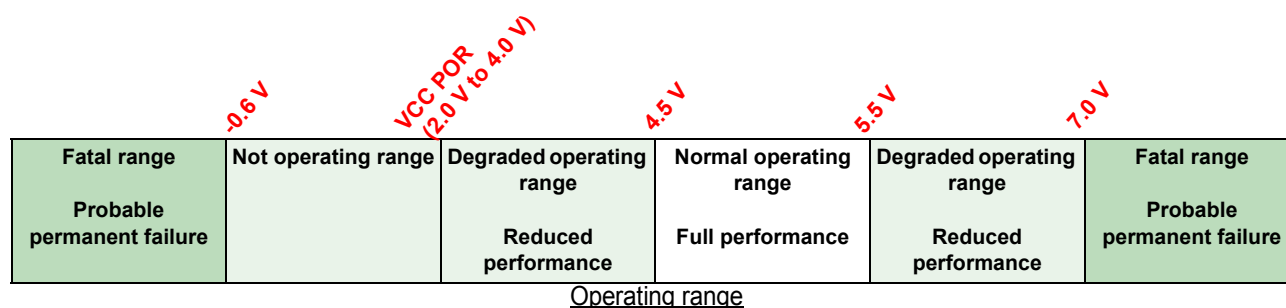 -0.6 V
VCC POR
(2.0 V to 4.0 V)
4.5 V
5.5 V
7.0 V
Fatal range
Probable
permanent failure
Not operating range
Degraded operating
range
Reduced
performance
Normal operating
range
Full performance
Degraded operating
range
Reduced
performance
Fatal range
Probable
permanent failure
Operating range